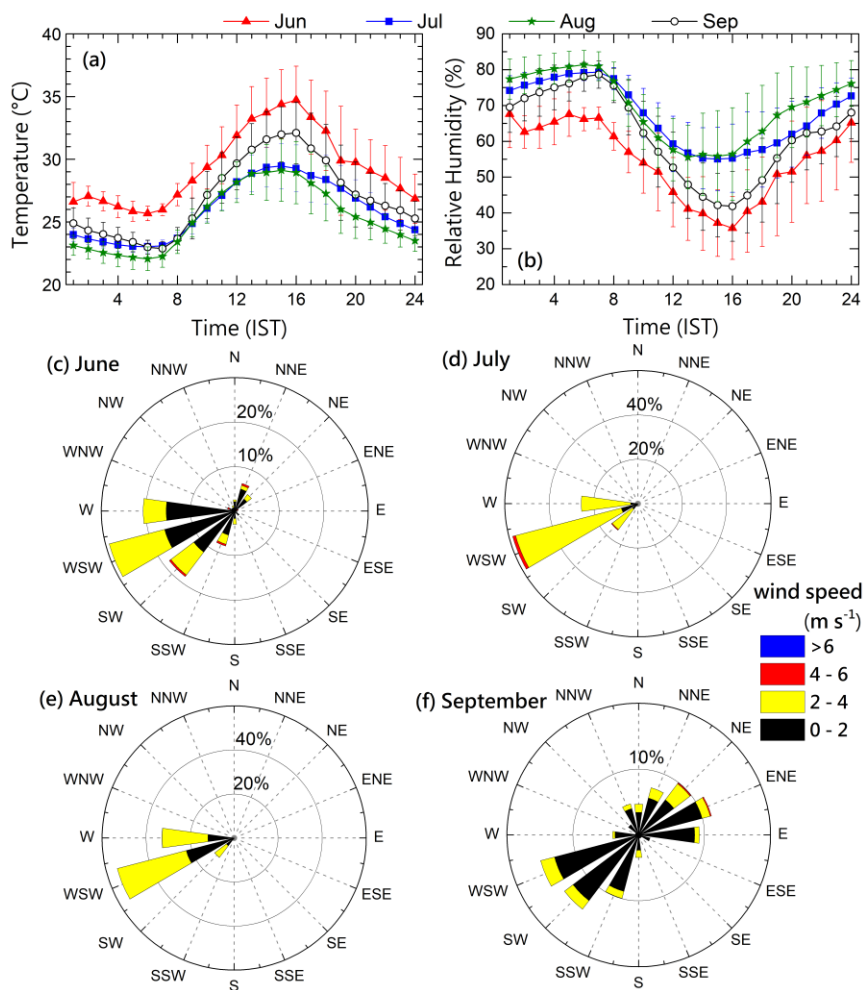 Jun Jul Aug Sep
(a)
Temperature (°C)
40
35
30
25
20
4 8 12 16 20 24
Time (IST)
(b)
Relative Humidity (%)
90
80
70
60
50
40
30
20
4 8 12 16 20 24
Time (IST)
(c) June
N
NNE
NE
ENE
E
ESE
SE
SSE
S
SSW
SW
WSW
W
WNW
NW
NNW
20%
10%
(d) July
N
NNE
NE
ENE
E
ESE
SE
SSE
S
SSW
SW
WSW
W
WNW
NW
NNW
40%
20%
wind speed
(m s⁻¹)
>6
4 - 6
2 - 4
0 - 2
(e) August
N
NNE
NE
ENE
E
ESE
SE
SSE
S
SSW
SW
WSW
W
WNW
NW
NNW
40%
20%
(f) September
N
NNE
NE
ENE
E
ESE
SE
SSE
S
SSW
SW
WSW
W
WNW
NW
NNW
10%